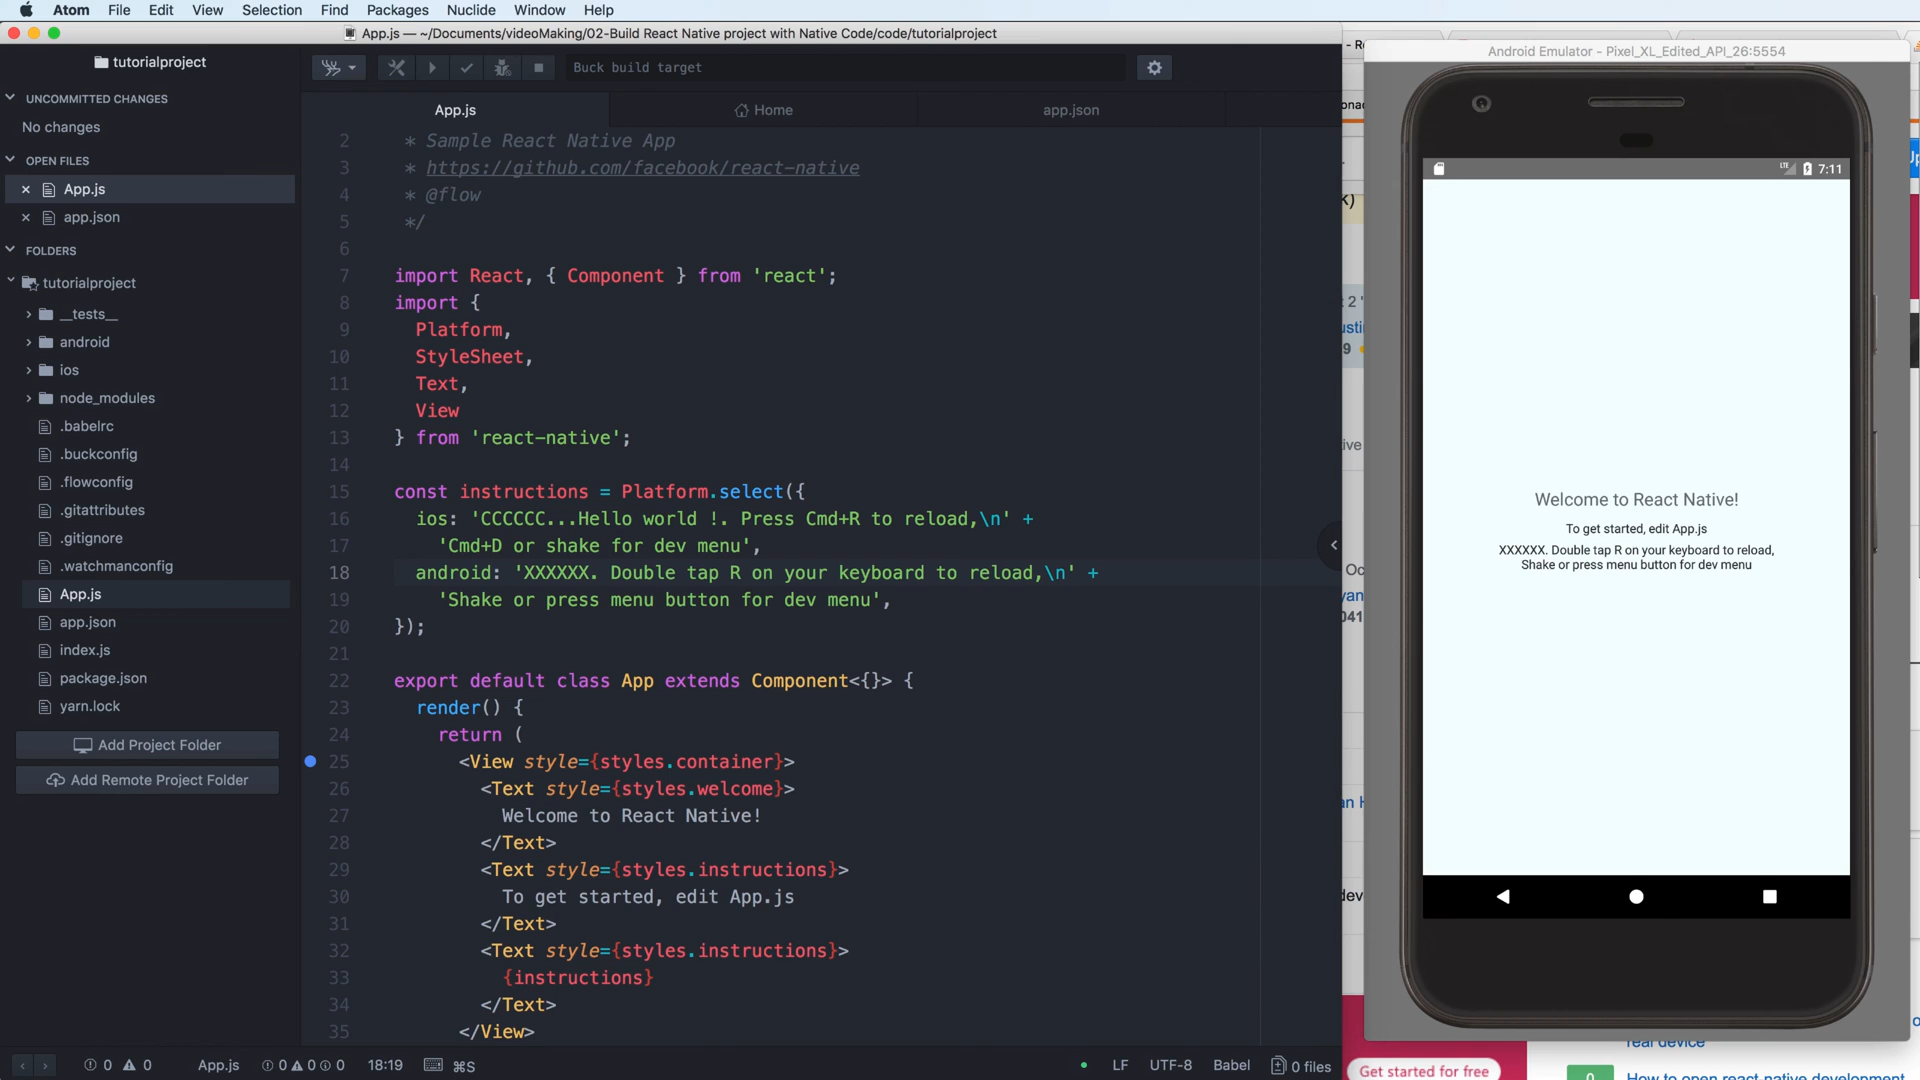 Atom File Edit View Selection Find Packages Nuclide Window Help
App.js — ~/Documents/videoMaking/02-Build React Native project with Native Code/code/tutorialproject
tutorialproject
UNCOMMITTED CHANGES
No changes
OPEN FILES
App.js
app.json
FOLDERS
tutorialproject
__tests__
android
ios
node_modules
.babelrc
.buckconfig
.flowconfig
.gitattributes
.gitignore
.watchmanconfig
App.js
app.json
index.js
package.json
yarn.lock
Add Project Folder
Add Remote Project Folder
Buck build target
App.js Home app.json
2 * Sample React Native App
3 * https://github.com/facebook/react-native
4 * @flow
5 */
6
7 import React, { Component } from 'react';
8 import {
9 Platform,
10 StyleSheet,
11 Text,
12 View
13 } from 'react-native';
14
15 const instructions = Platform.select({
16 ios: 'CCCCCC...Hello world !. Press Cmd+R to reload,\n' +
17 'Cmd+D or shake for dev menu',
18 android: 'XXXXXX. Double tap R on your keyboard to reload,\n' +
19 'Shake or press menu button for dev menu',
20 });
21
22 export default class App extends Component<{}> {
23 render() {
24 return (
25 <View style={styles.container}>
26 <Text style={styles.welcome}>
27 Welcome to React Native!
28 </Text>
29 <Text style={styles.instructions}>
30 To get started, edit App.js
31 </Text>
32 <Text style={styles.instructions}>
33 {instructions}
34 </Text>
35 </View>
0 0 App.js 0 0 0 18:19 ⌘S LF UTF-8 Babel 0 files
Android Emulator - Pixel_XL_Edited_API_26:5554
LTE 7:11
Welcome to React Native!
To get started, edit App.js
XXXXXX. Double tap R on your keyboard to reload,
Shake or press menu button for dev menu
real device
Get started for free
0 How to open react-native development